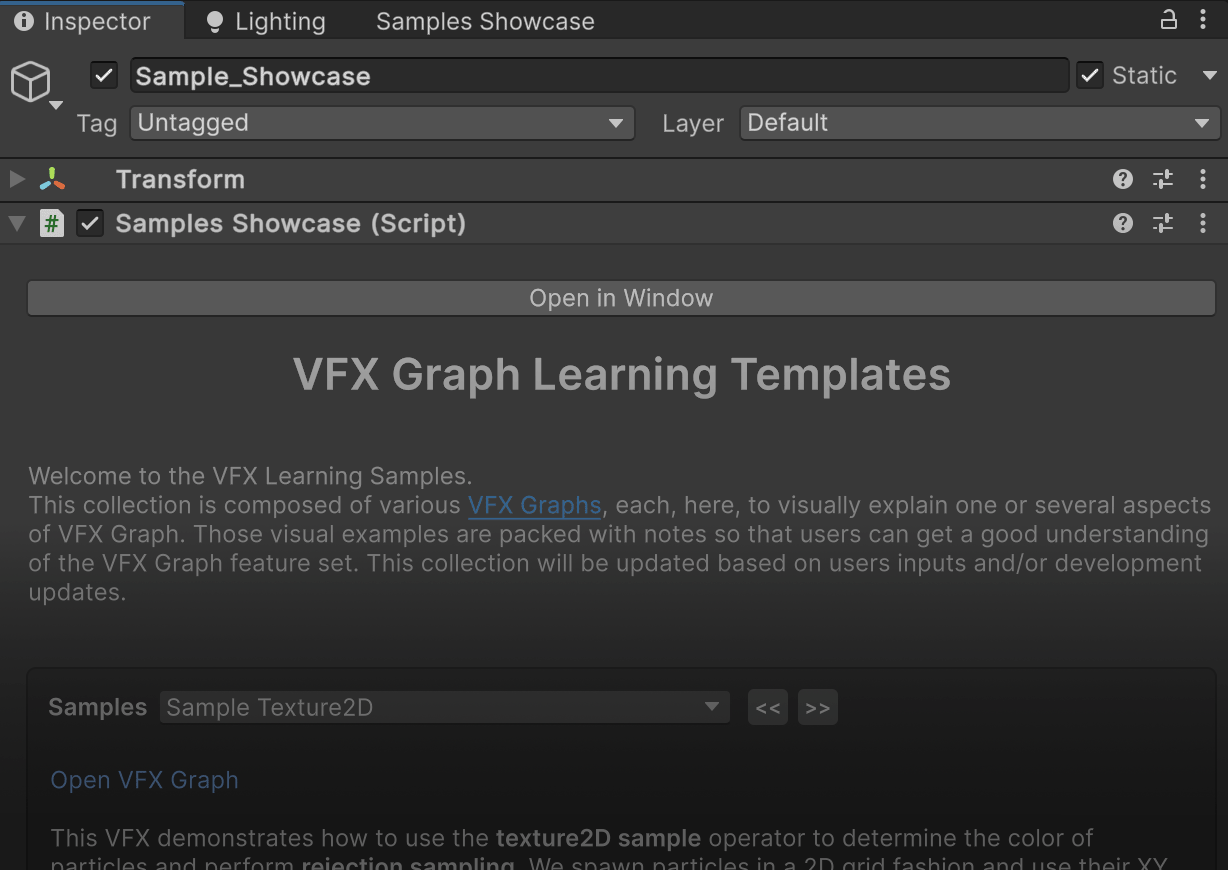 Inspector Lighting Samples Showcase
Sample_Showcase Static
Tag Untagged Layer Default
Transform
# Samples Showcase (Script)
Open in Window
VFX Graph Learning Templates
Welcome to the VFX Learning Samples.
This collection is composed of various VFX Graphs, each, here, to visually explain one or several aspects
of VFX Graph. Those visual examples are packed with notes so that users can get a good understanding
of the VFX Graph feature set. This collection will be updated based on users inputs and/or development
updates.
Samples Sample Texture2D << >>
Open VFX Graph
This VFX demonstrates how to use the texture2D sample operator to determine the color of
particles and perform rejection sampling. We spawn particles in a 2D grid fashion and use their XY